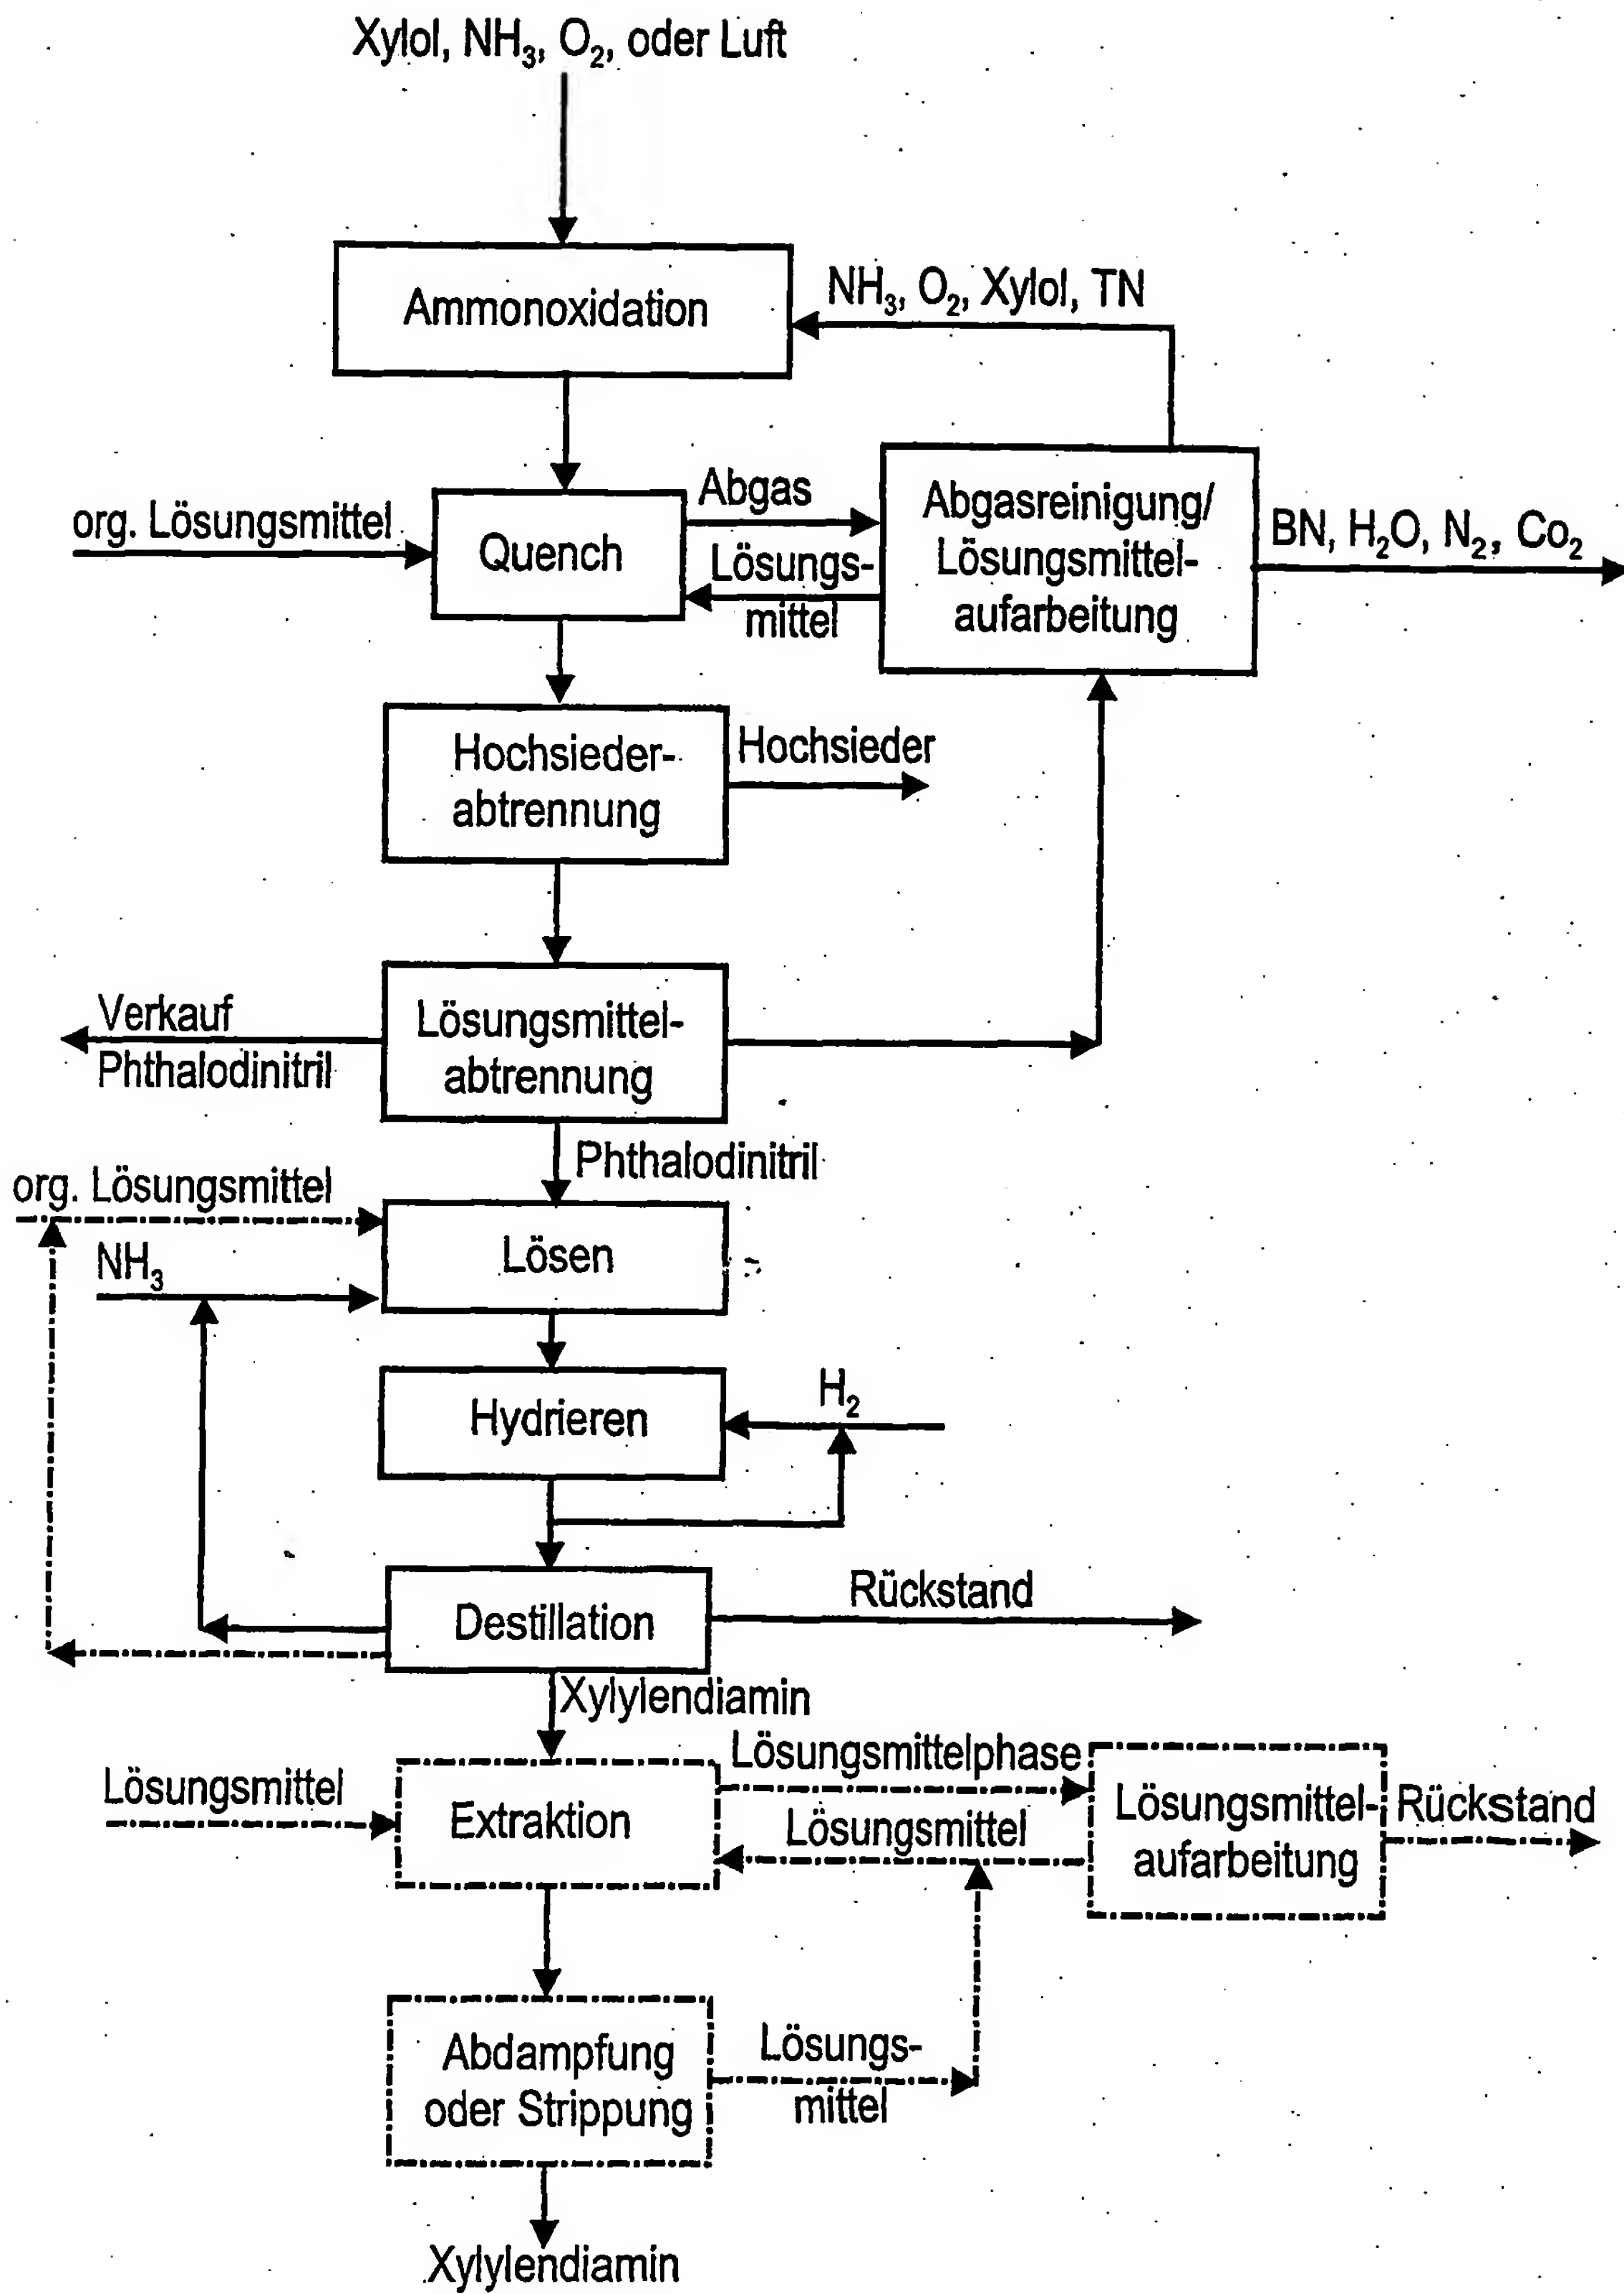 Xylol, NH3, O2, oder Luft
Ammonoxidation
NH3, O2, Xylol, TN
org. Lösungsmittel
Quench
Abgas
Lösungs-
mittel
Abgasreinigung/
Lösungsmittel-
aufarbeitung
BN, H2O, N2, Co2
Hochsieder-
abtrennung
Hochsieder
Verkauf
Phthalodinitril
Lösungsmittel-
abtrennung
Phthalodinitril
org. Lösungsmittel
NH3
Lösen
Hydrieren
H2
Destillation
Rückstand
Xylylendiamin
Lösungsmittel
Extraktion
Lösungsmittelphase
Lösungsmittel
Lösungsmittel-
aufarbeitung
Rückstand
Abdampfung
oder Strippung
Lösungs-
mittel
Xylylendiamin